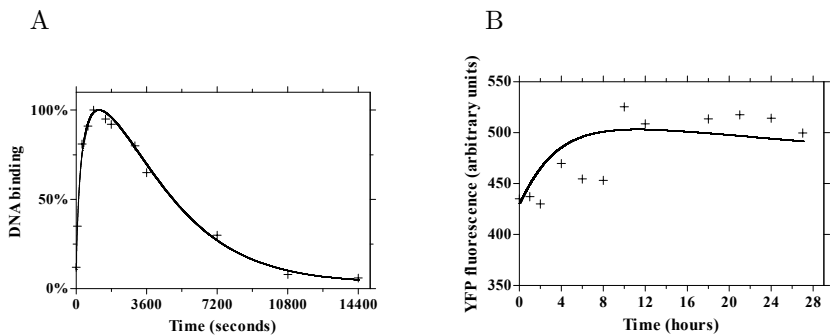 A
B
DNA binding
100%
50%
0%
0 3600 7200 10800 14400
Time (seconds)
YFP fluorescence (arbitrary units)
550
500
450
400
350
0 4 8 12 16 20 24 28
Time (hours)